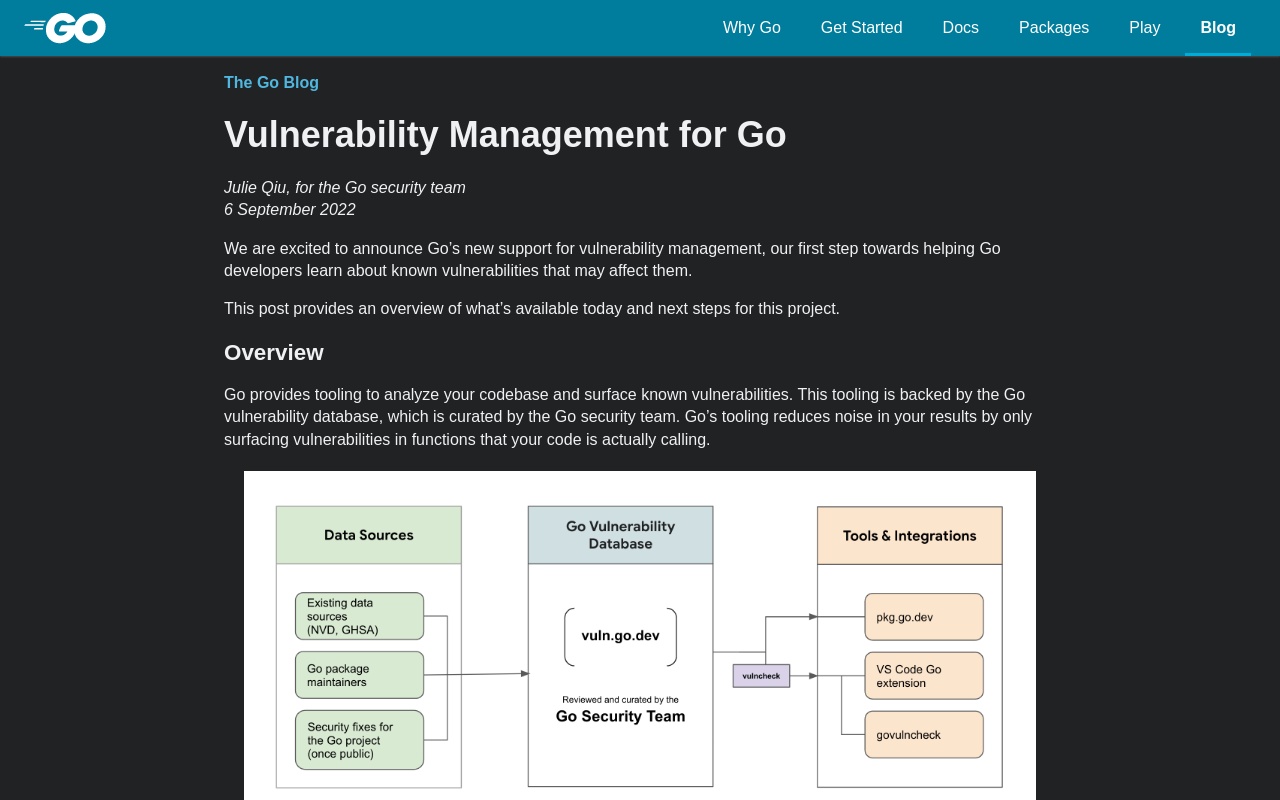 GO
Why Go
Get Started
Docs
Packages
Play
Blog
The Go Blog
Vulnerability Management for Go
Julie Qiu, for the Go security team
6 September 2022
We are excited to announce Go’s new support for vulnerability management, our first step towards helping Go
developers learn about known vulnerabilities that may affect them.
This post provides an overview of what’s available today and next steps for this project.
Overview
Go provides tooling to analyze your codebase and surface known vulnerabilities. This tooling is backed by the Go
vulnerability database, which is curated by the Go security team. Go’s tooling reduces noise in your results by only
surfacing vulnerabilities in functions that your code is actually calling.
Data Sources
Existing data
sources
(NVD, GHSA)
Go package
maintainers
Security fixes for
the Go project
(once public)
Go Vulnerability
Database
vuln.go.dev
Reviewed and curated by the
Go Security Team
vulncheck
Tools & Integrations
pkg.go.dev
VS Code Go
extension
govulncheck